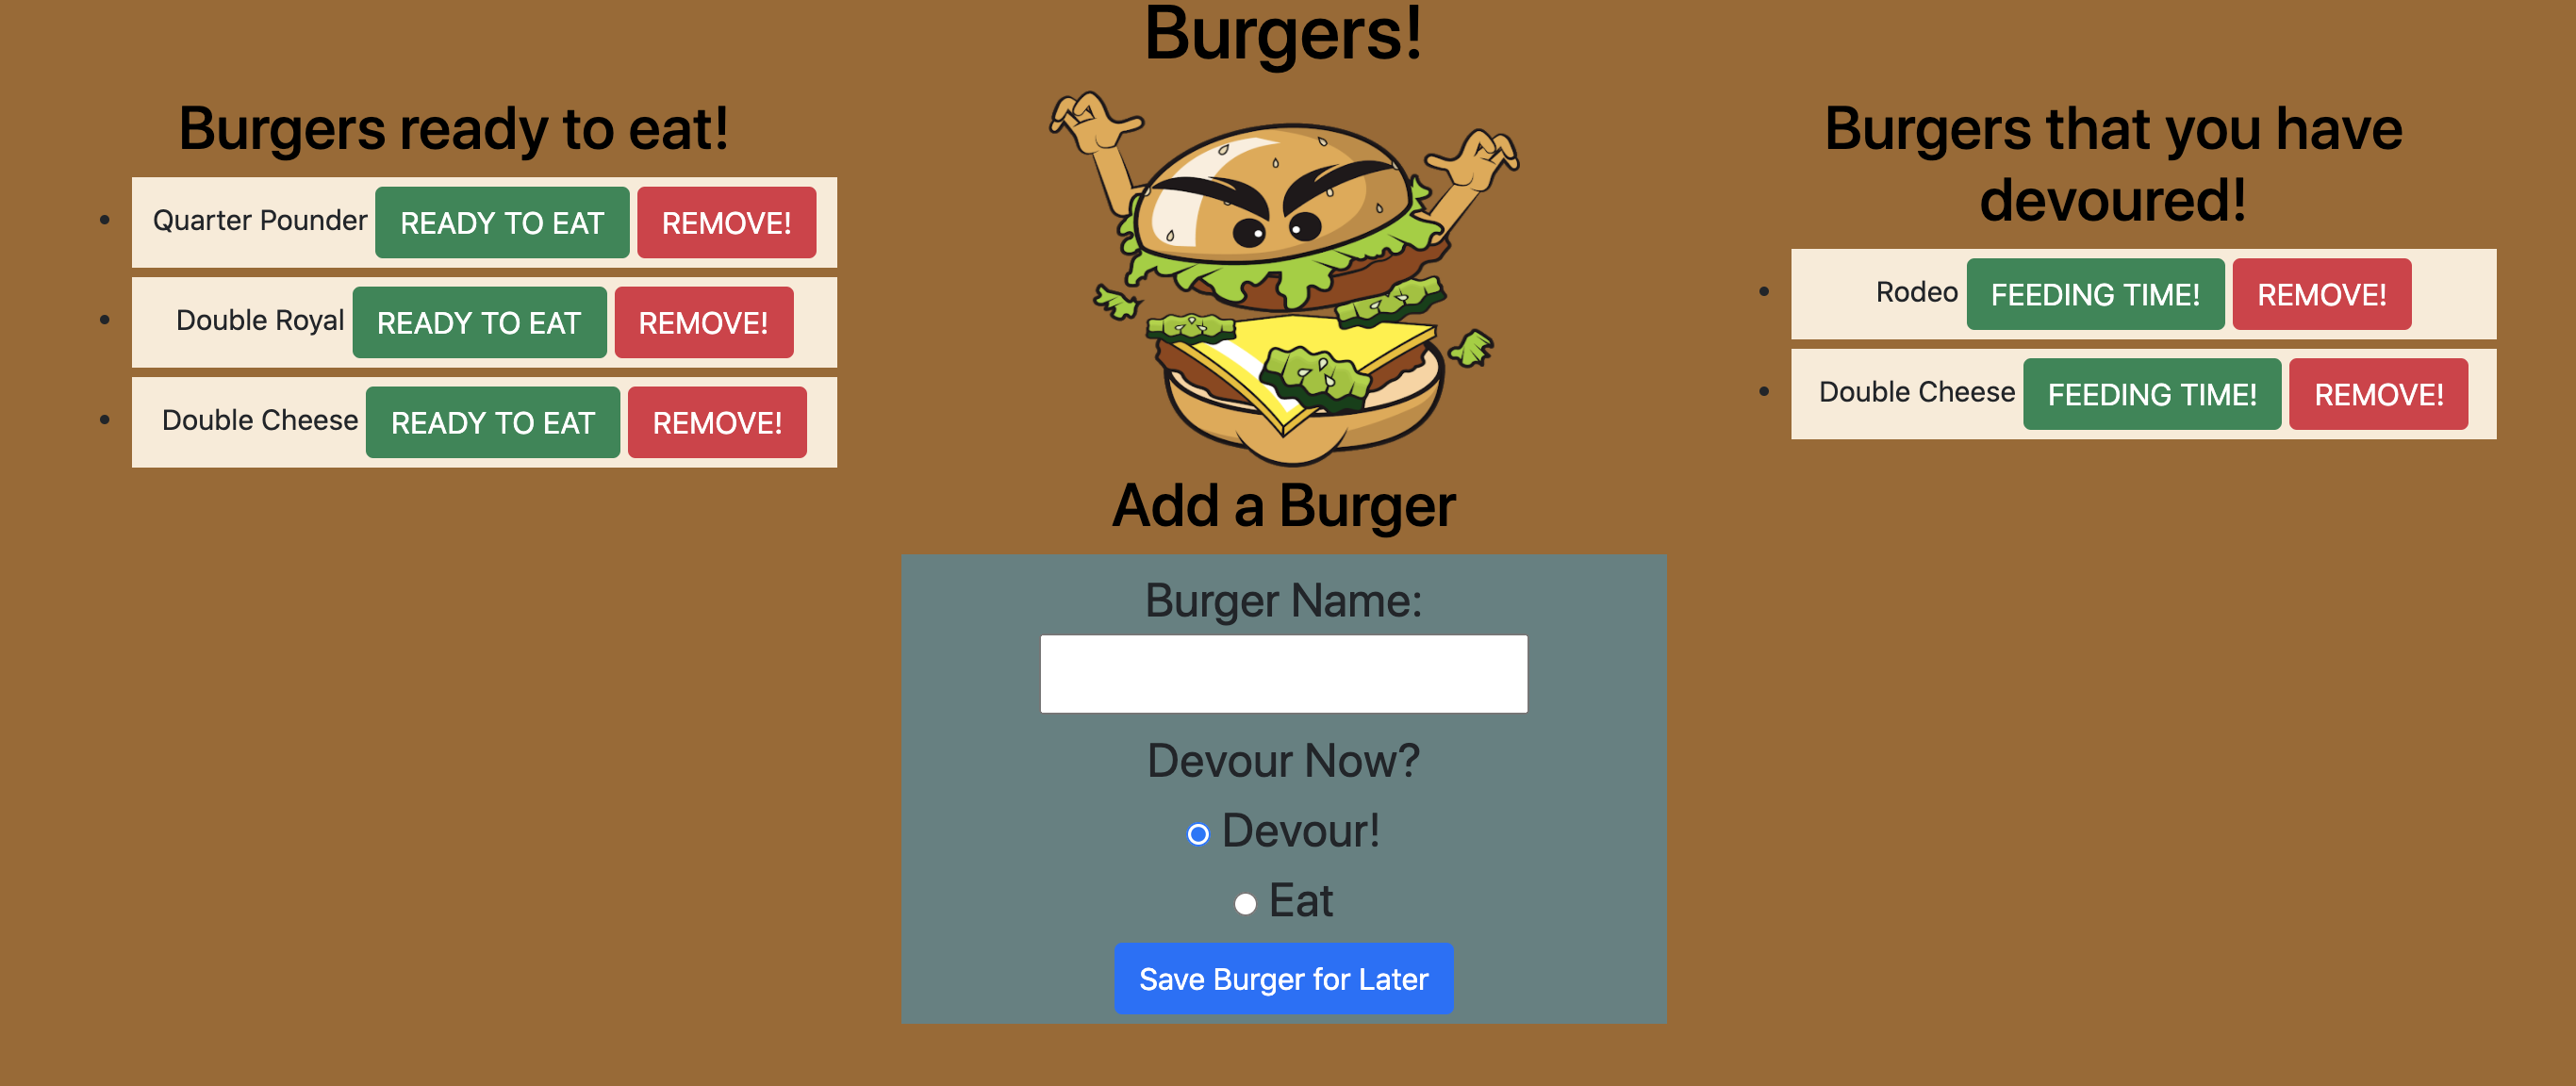 Burgers!
Burgers ready to eat!
Quarter Pounder READY TO EAT REMOVE!
Double Royal READY TO EAT REMOVE!
Double Cheese READY TO EAT REMOVE!
Add a Burger
Burger Name:
Devour Now?
Devour!
Eat
Save Burger for Later
Burgers that you have
devoured!
Rodeo FEEDING TIME! REMOVE!
Double Cheese FEEDING TIME! REMOVE!